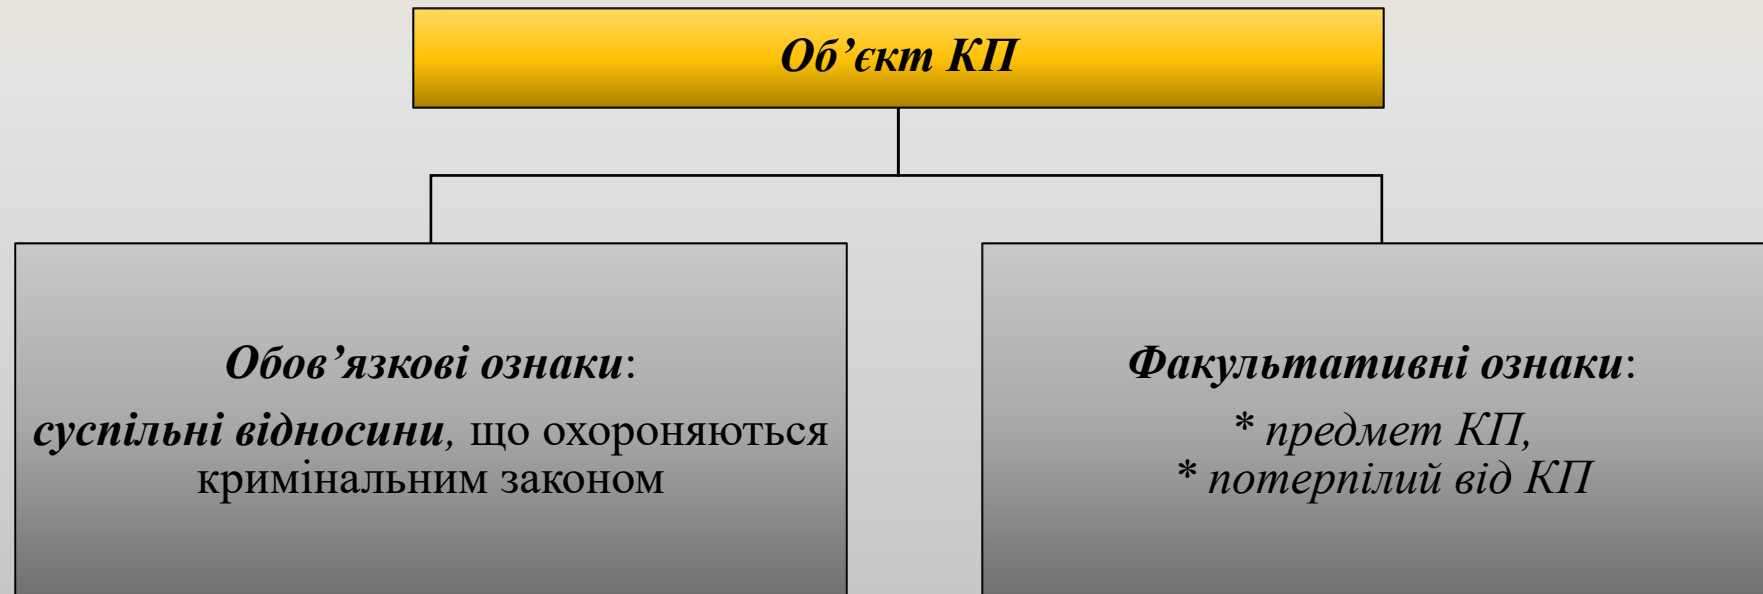 Об’єкт КП
Обов’язкові ознаки:
суспільні відносини, що охороняються
кримінальним законом
Факультативні ознаки:
* предмет КП,
* потерпілий від КП